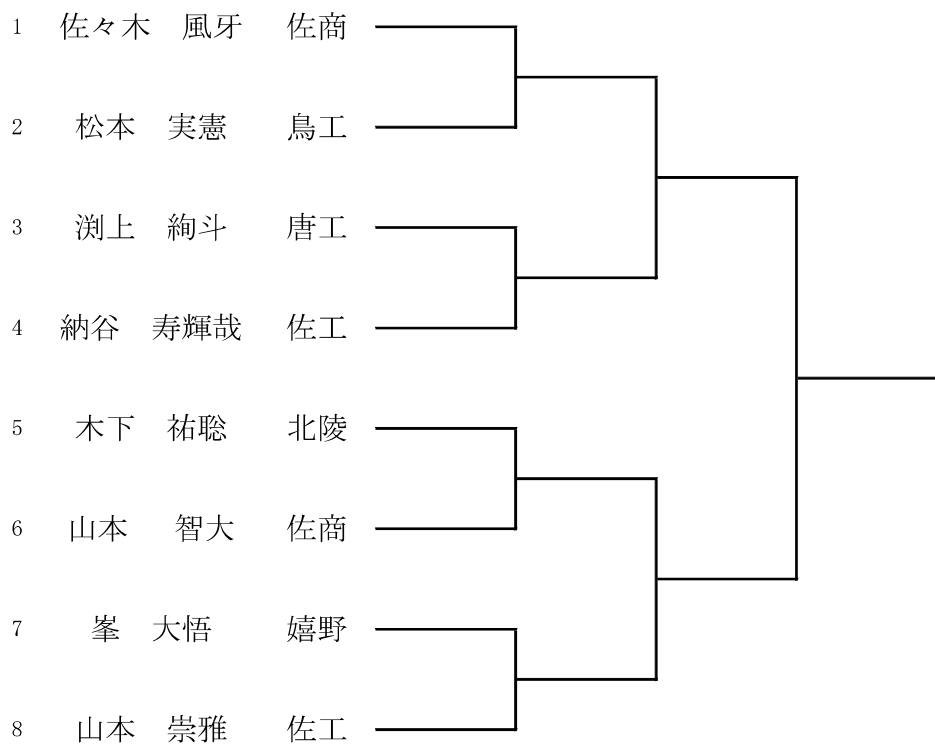 1 佐々木 風牙 佐商
2 松本 実憲 鳥工
3 渕上 絢斗 唐工
4 納谷 寿輝哉 佐工
5 木下 祐聡 北陵
6 山本 智大 佐商
7 峯 大悟 嬉野
8 山本 崇雅 佐工